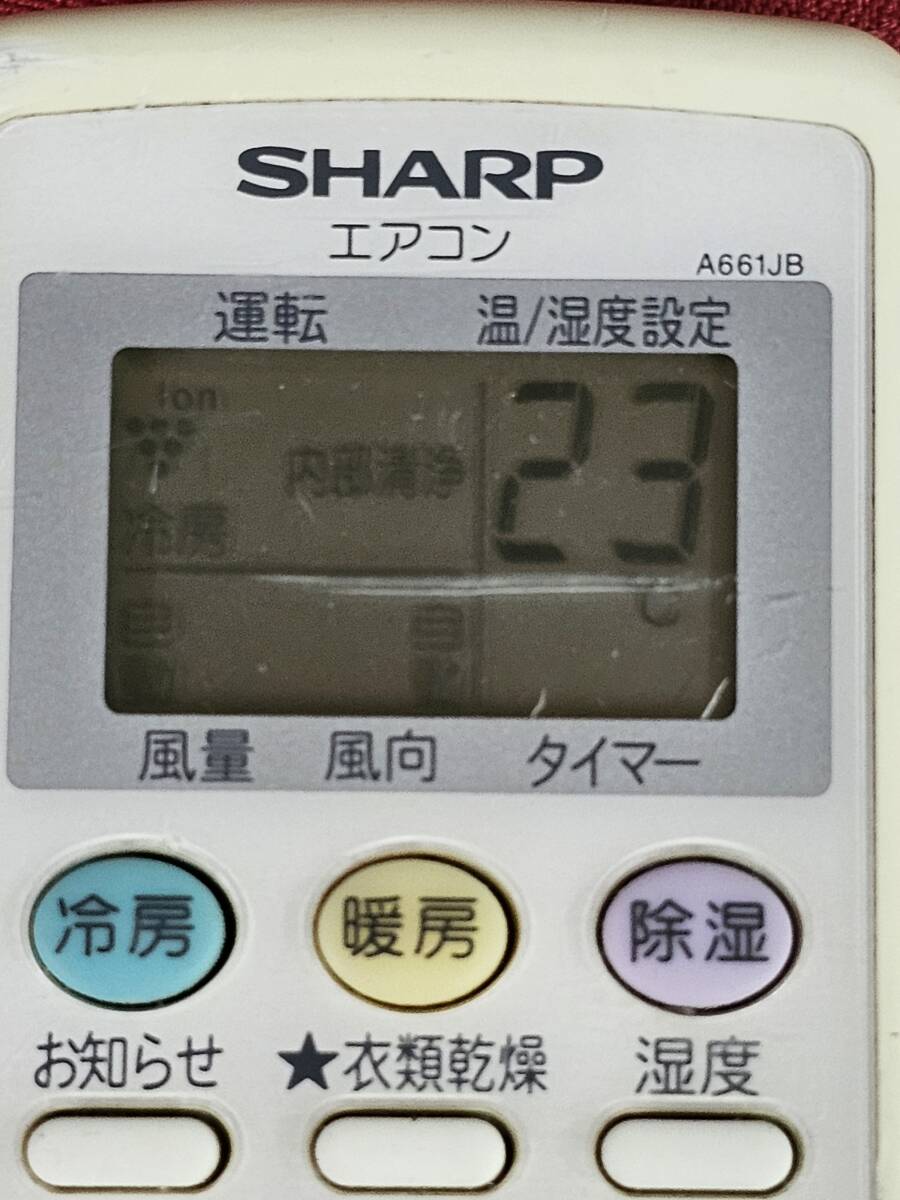 SHARP
エアコン
A661JB
運転 温/湿度設定
Ion
23
内部清浄
冷房
℃
自動 自動
風量 風向 タイマー
冷房 暖房 除湿
お知らせ ★衣類乾燥 湿度